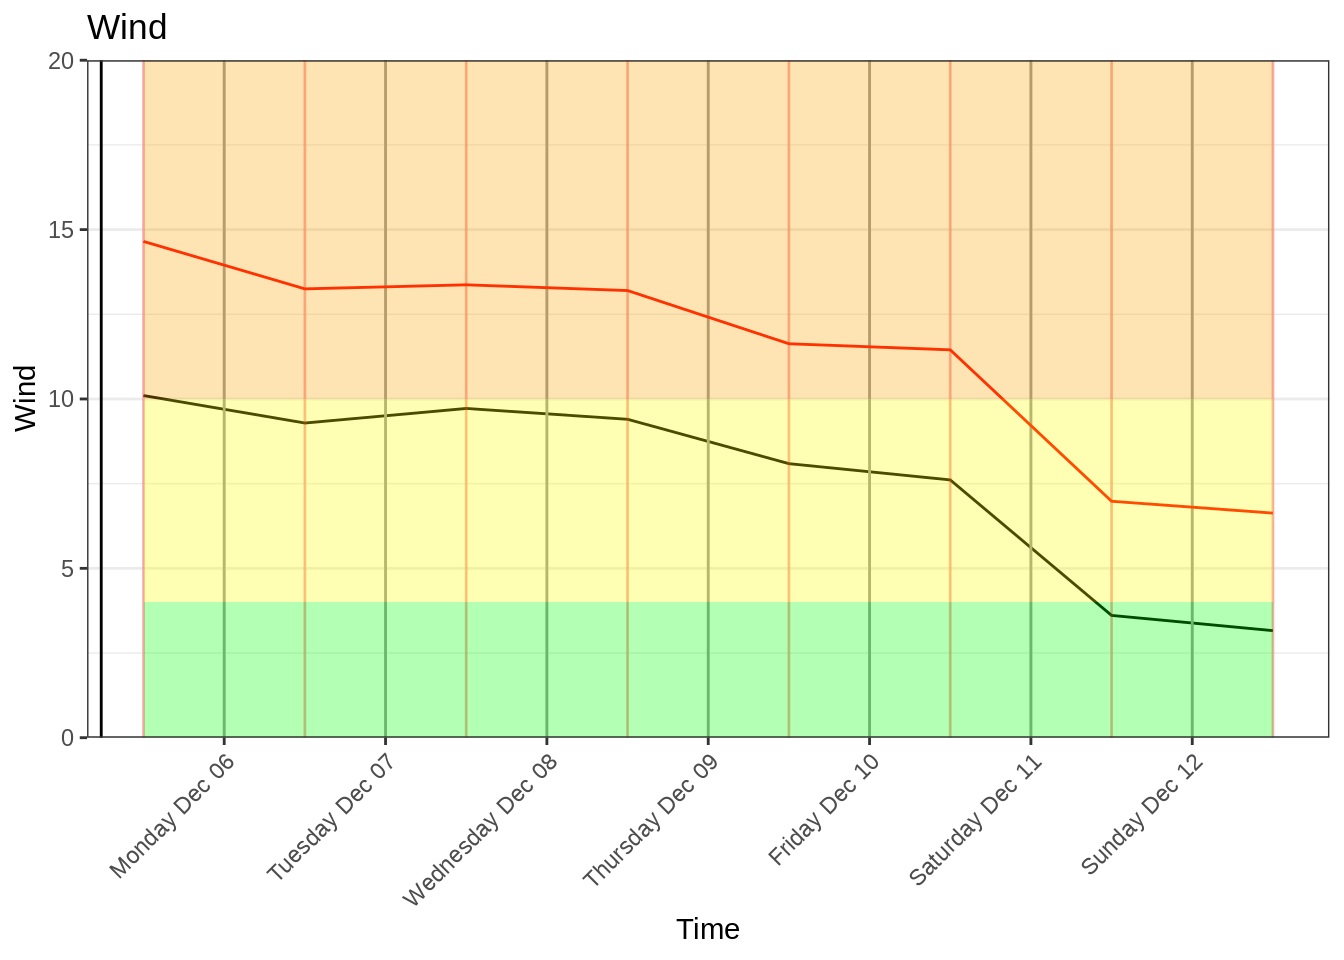 Wind
20
15
10
5
0
Wind
Monday Dec 06
Tuesday Dec 07
Wednesday Dec 08
Thursday Dec 09
Friday Dec 10
Saturday Dec 11
Sunday Dec 12
Time